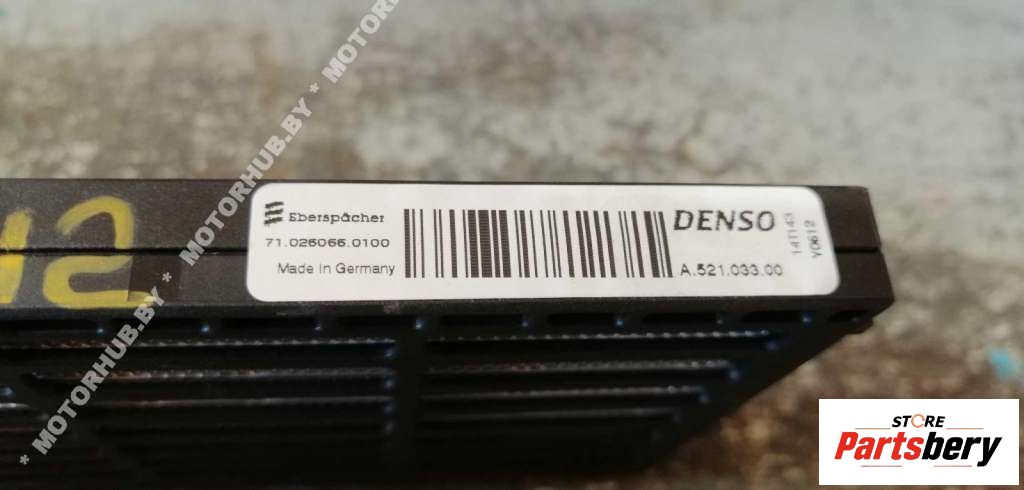 Eberspächer
71.026066.0100
Made in Germany
DENSO
A.521.033.00
141143
Y0612
* MOTORHUB.BY * MOTORHUB.BY * MOTORHUB.BY
STORE
Partsbery